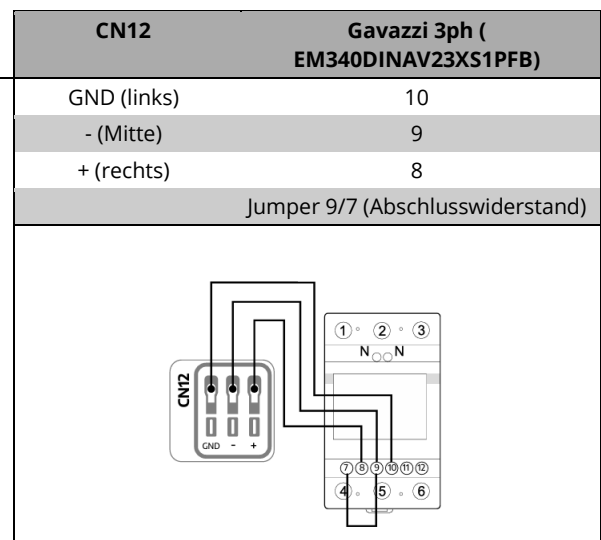 CN12 Gavazzi 3ph (
EM340DINAV23XS1PFB)
GND (links) 10
- (Mitte) 9
+ (rechts) 8
Jumper 9/7 (Abschlusswiderstand)
1 2 3
N N
CN12
GND - +
7 8 9 10 11 12
4 5 6